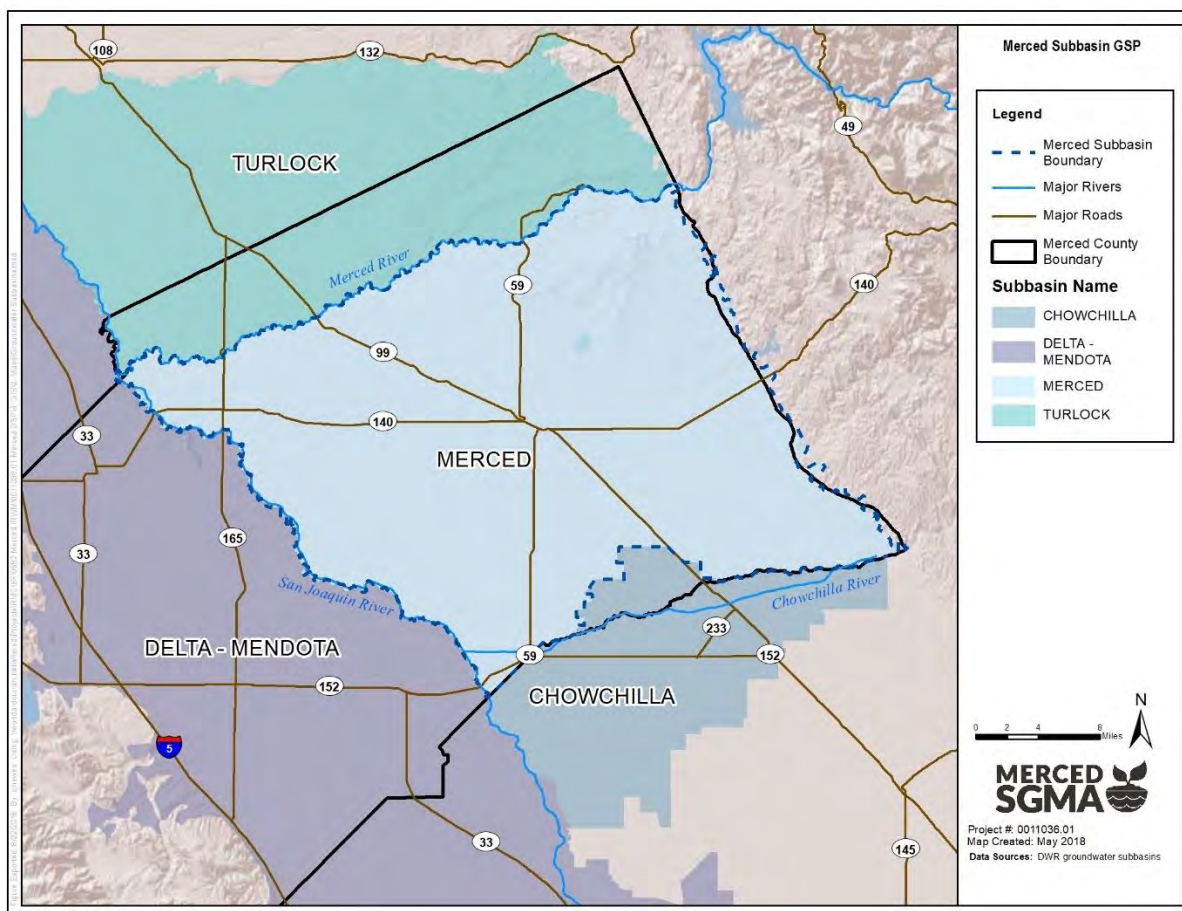 Merced Subbasin GSP
Legend
Merced Subbasin
Boundary
Major Rivers
Major Roads
Merced County
Boundary
Subbasin Name
CHOWCHILLA
DELTA -
MENDOTA
MERCED
TURLOCK
108
132
49
TURLOCK
Merced River
59
140
99
33
140
MERCED
33
165
San Joaquin River
Chowchilla River
233
DELTA - MENDOTA
59
152
152
CHOWCHILLA
5
33
145
N
0 2 4 8
Miles
MERCED
SGMA
Project #: 0011036.01
Map Created: May 2018
Data Sources: DWR groundwater subbasins